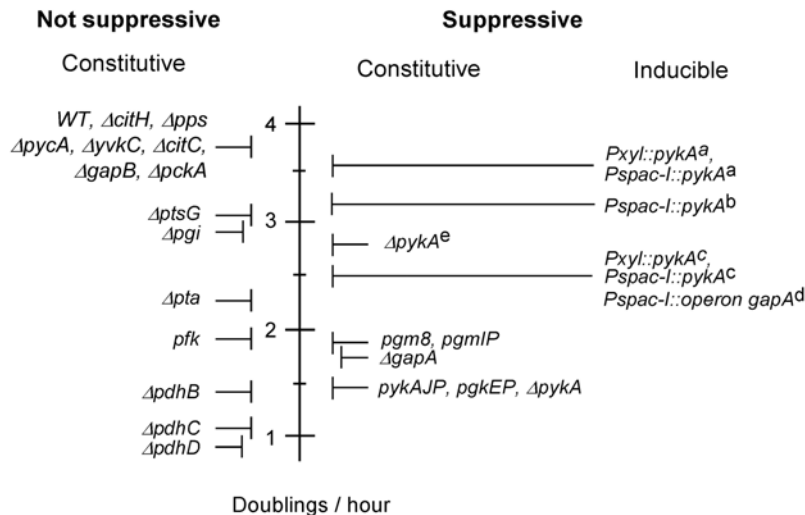 Not suppressive
Suppressive
Constitutive
Constitutive
Inducible
WT, ΔcitH, Δpps
ΔpycA, ΔyvkC, ΔcitC,
ΔgapB, ΔpckA
ΔptsG
Δpgi
Δpta
pfk
ΔpdhB
ΔpdhC
ΔpdhD
4
3
2
1
ΔpykAe
pgm8, pgmIP
ΔgapA
pykAJP, pgkEP, ΔpykA
Pxyl::pykAa,
Pspac-I::pykAa
Pspac-I::pykAb
Pxyl::pykAc,
Pspac-I::pykAc
Pspac-I::operon gapAd
Doublings / hour